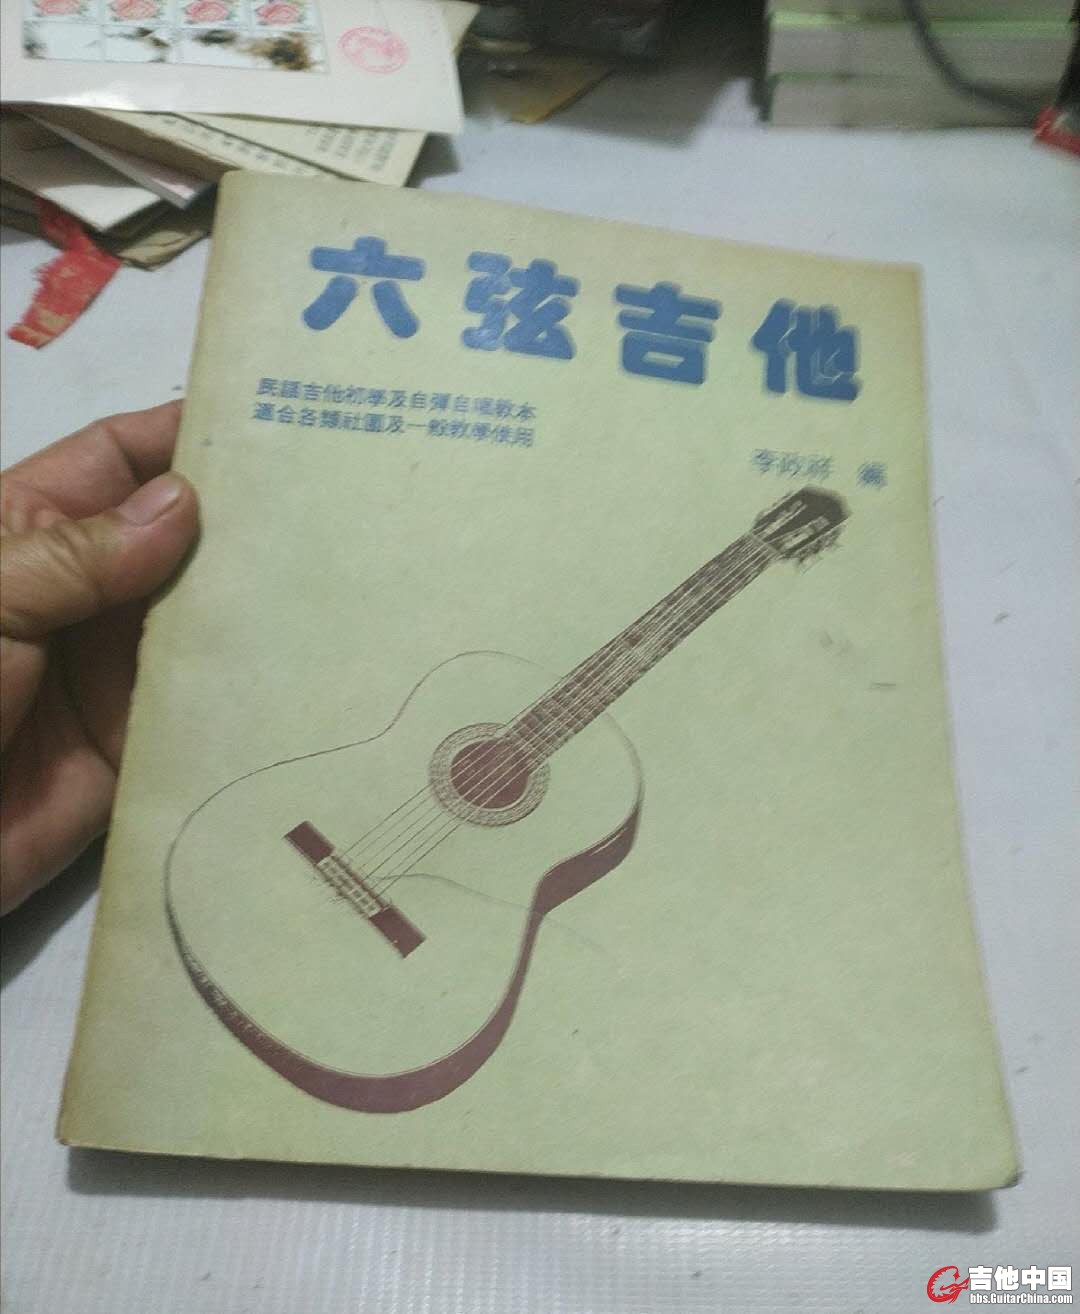 六弦吉他
民謠吉他初學及自彈自唱教本
適合各類社團及一般教學使用
李政 編
吉他中国
bbs.GuitarChina.com